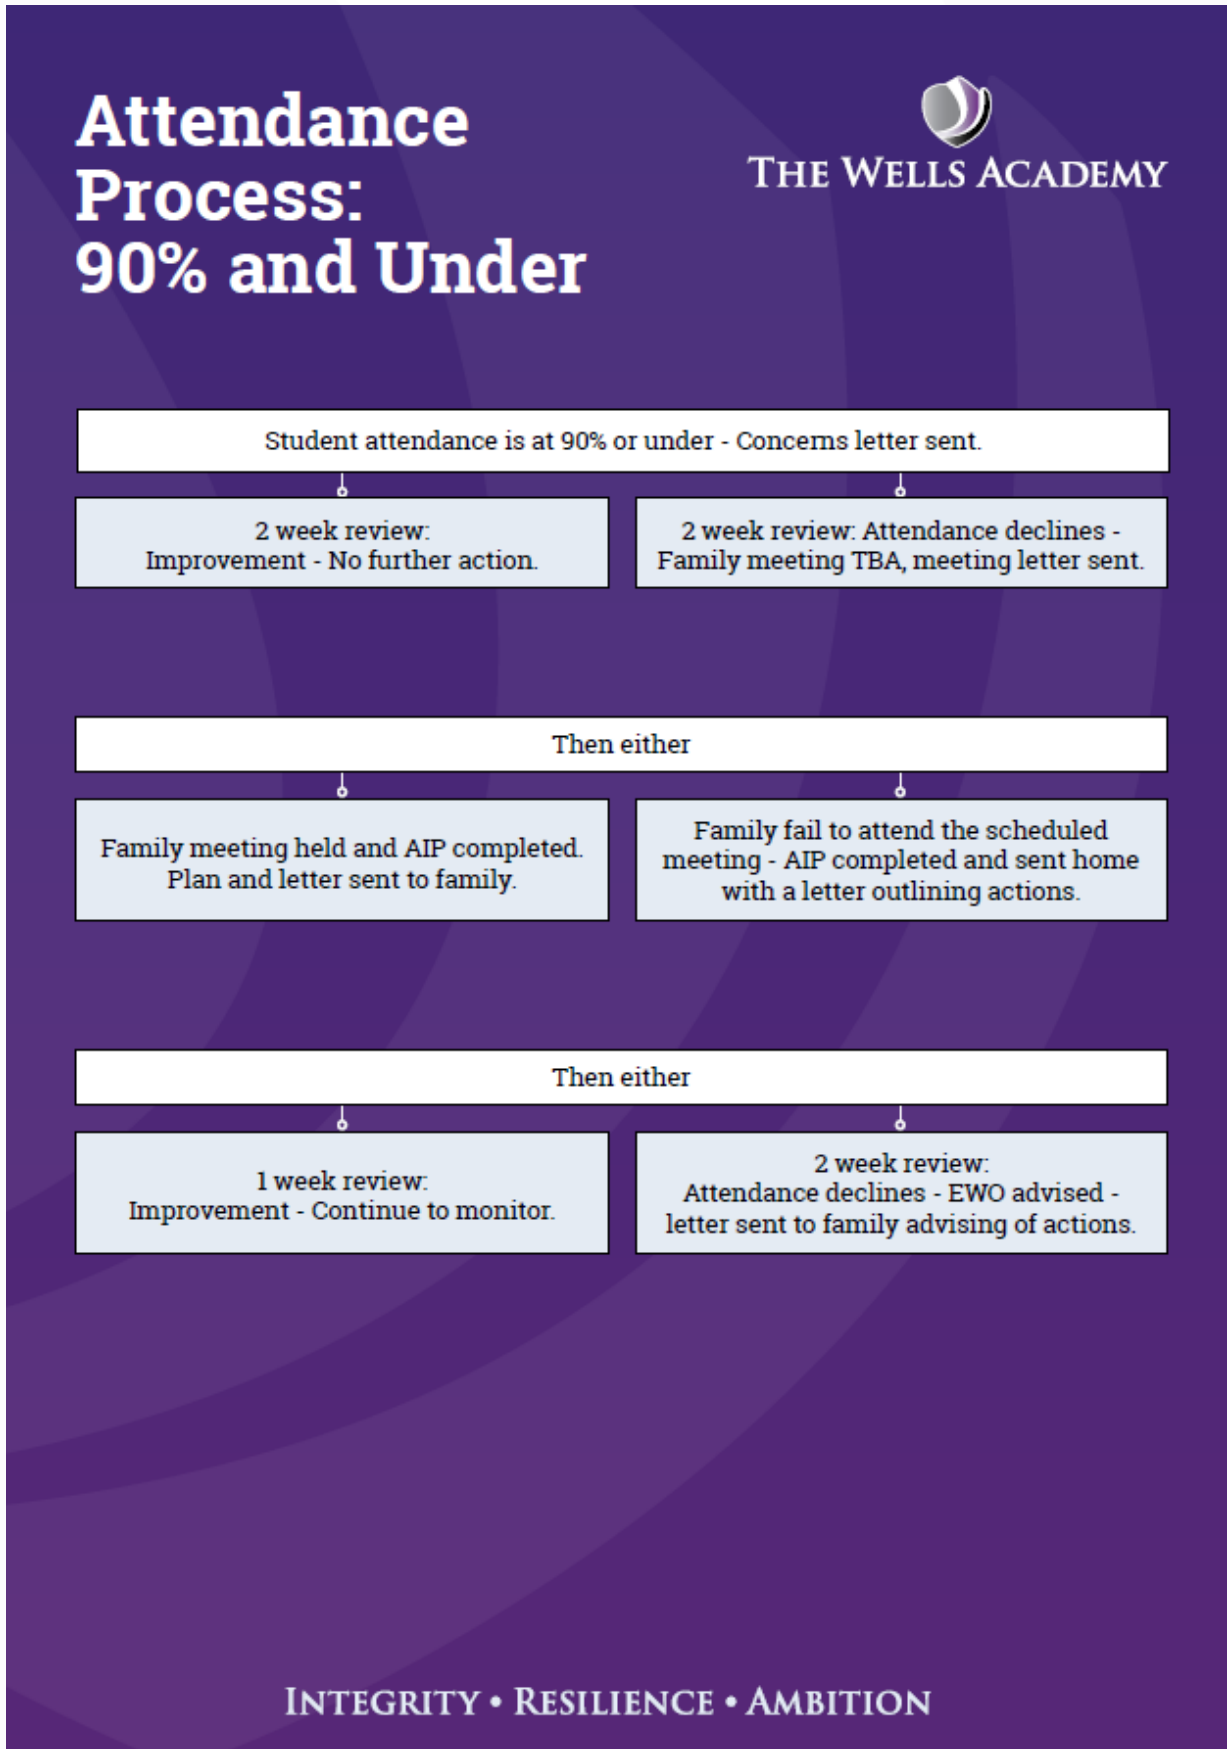 Attendance
Process:
90% and Under
THE WELLS ACADEMY
Student attendance is at 90% or under - Concerns letter sent.
2 week review:
Improvement - No further action.
2 week review: Attendance declines -
Family meeting TBA, meeting letter sent.
Then either
Family meeting held and AIP completed.
Plan and letter sent to family.
Family fail to attend the scheduled
meeting - AIP completed and sent home
with a letter outlining actions.
Then either
1 week review:
Improvement - Continue to monitor.
2 week review:
Attendance declines - EWO advised -
letter sent to family advising of actions.
INTEGRITY • RESILIENCE • AMBITION